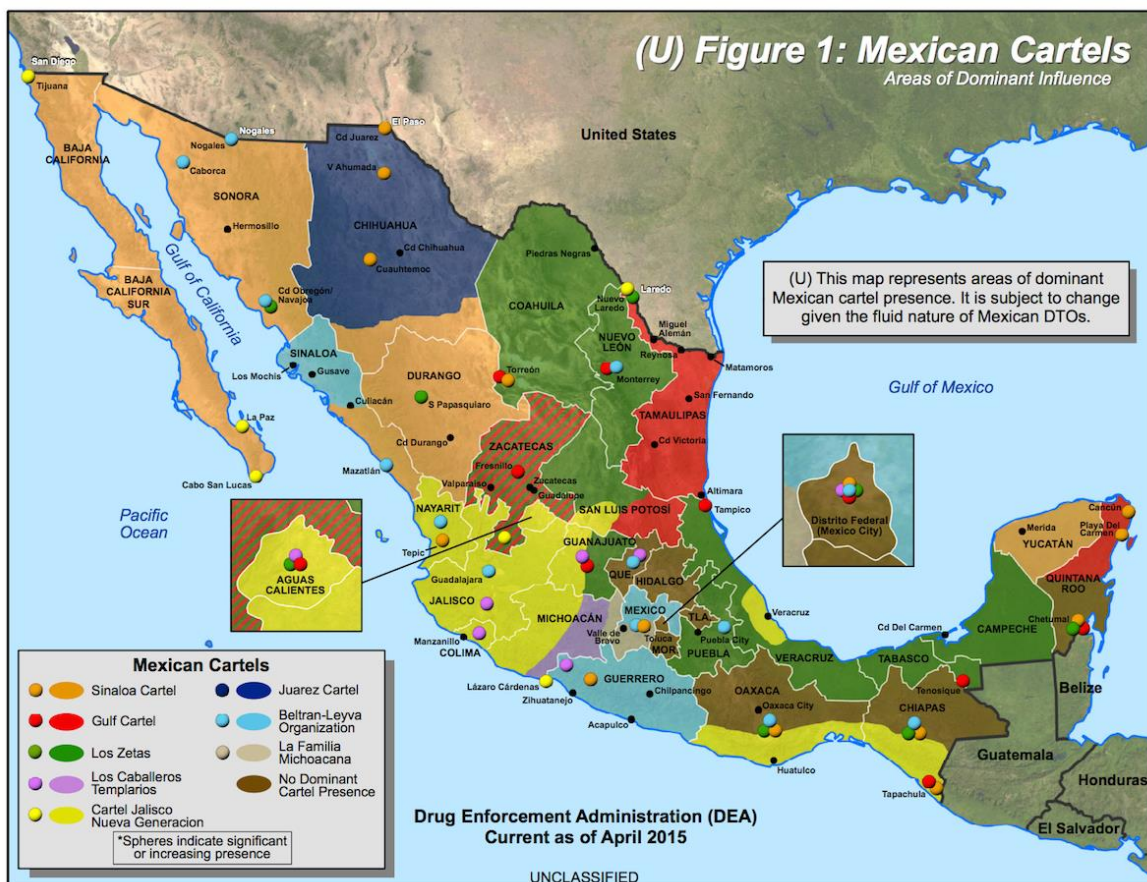 (U) Figure 1: Mexican Cartels
Areas of Dominant Influence
San Diego
Tijuana
BAJA
CALIFORNIA
Nogales
Nogales
Caborca
SONORA
Hermosillo
El Paso
Cd Juarez
V Ahumada
CHIHUAHUA
Cd Chihuahua
Cuauhtemoc
United States
Gulf of California
BAJA
CALIFORNIA
SUR
Cd Obregón/
Navajoa
Piedras Negras
COAHUILA
Laredo
Nuevo
Laredo
(U) This map represents areas of dominant
Mexican cartel presence. It is subject to change
given the fluid nature of Mexican DTOs.
SINALOA
Los Mochis
Gusave
Culiacán
DURANGO
S Papasquiaro
Cd Durango
Torreón
NUEVO
LEÓN
Monterrey
Miguel
Alemán
Reynosa
Matamoros
San Fernando
TAMAULIPAS
Cd Victoria
Gulf of Mexico
La Paz
Cabo San Lucas
Mazatlán
ZACATECAS
Fresnillo
Valparaiso
Zucatecas
Guadalupe
Altimara
Tampico
SAN LUIS POTOSÍ
Pacific
Ocean
AGUAS
CALIENTES
NAYARIT
Tepic
Guadalajara
JALISCO
Manzanillo
COLIMA
GUANAJUATO
QUE
HIDALGO
MICHOACÁN
MEXICO
Valle de
Bravo
Toluca
MOR.
TLA.
Puebla City
PUEBLA
Veracruz
VERACRUZ
Distrito Federal
(Mexico City)
Cancún
Playa Del
Carmen
Merida
YUCATÁN
QUINTANA
ROO
Chetumal
CAMPECHE
Cd Del Carmen
TABASCO
Tenosique
Belize
Lázaro Cárdenas
Zihuatanejo
GUERRERO
Chilpancingo
Acapulco
OAXACA
Oaxaca City
Huatulco
CHIAPAS
Tapachula
Guatemala
Honduras
El Salvador
Mexican Cartels
Sinaloa Cartel
Gulf Cartel
Los Zetas
Los Caballeros
Templarios
Cartel Jalisco
Nueva Generacion
Juarez Cartel
Beltran-Leyva
Organization
La Familia
Michoacana
No Dominant
Cartel Presence
*Spheres indicate significant
or increasing presence
Drug Enforcement Administration (DEA)
Current as of April 2015
UNCLASSIFIED